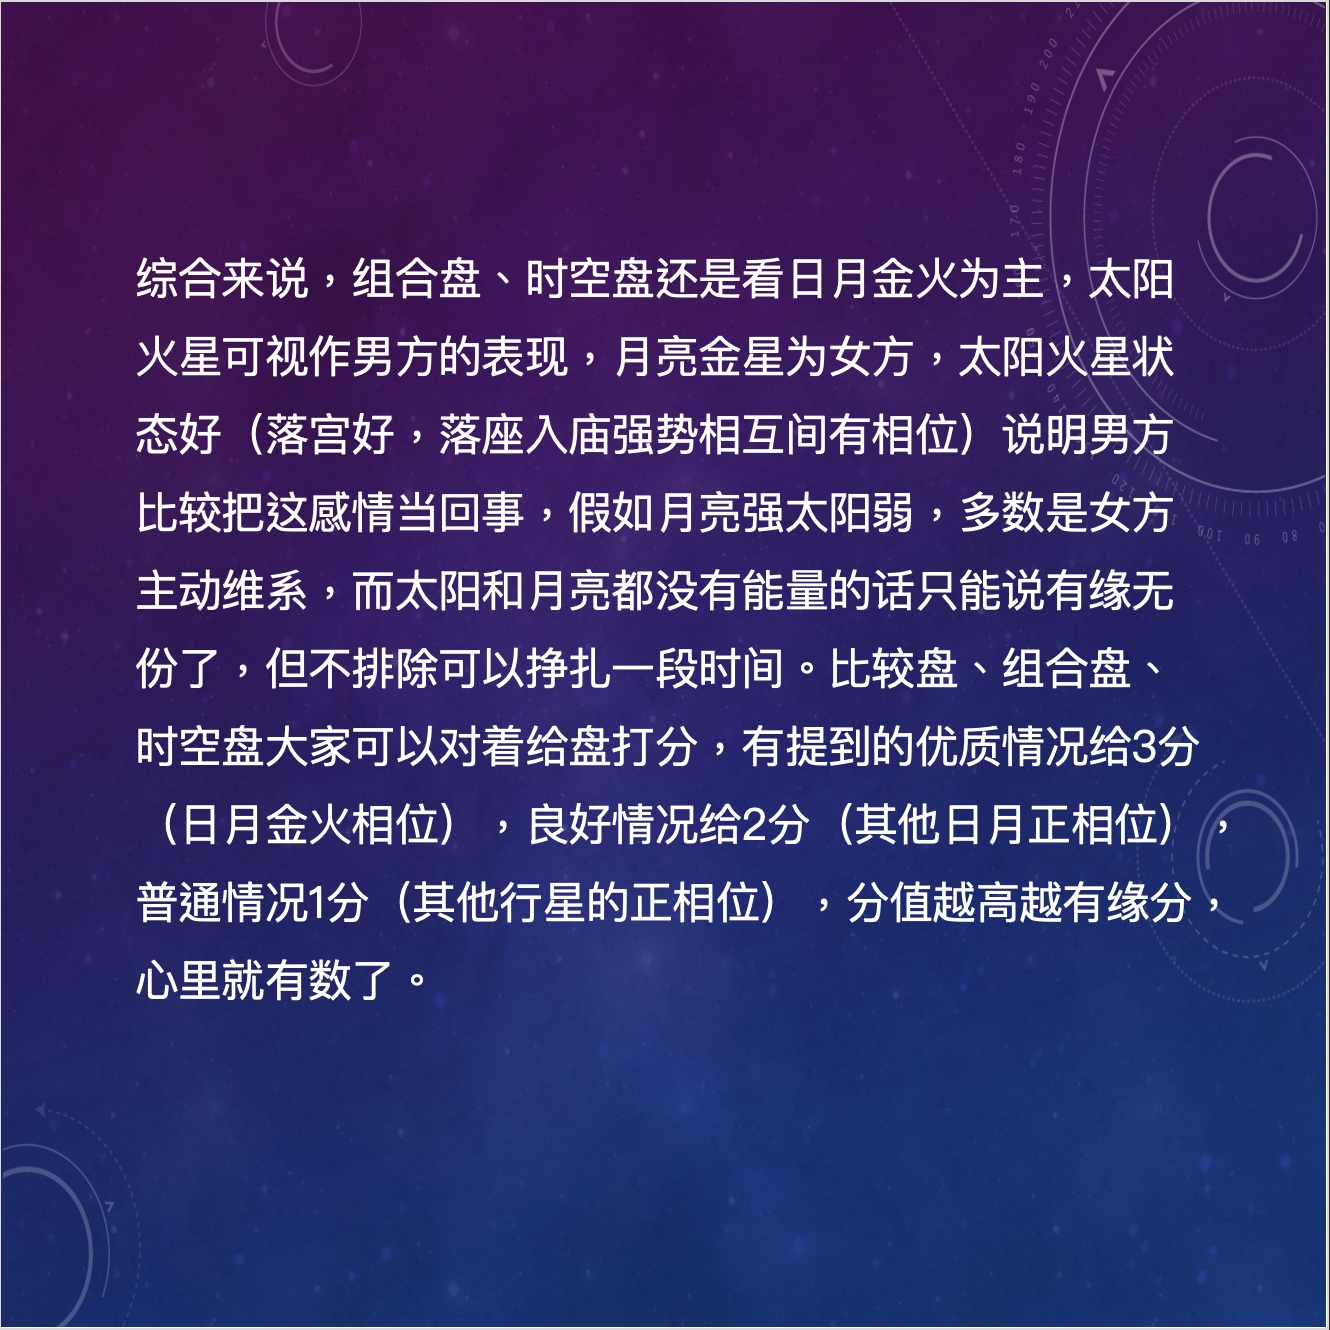 综合来说，组合盘、时空盘还是看日月金火为主，太阳
火星可视作男方的表现，月亮金星为女方，太阳火星状
态好（落宫好，落座入庙强势相互间有相位）说明男方
比较把这感情当回事，假如月亮强太阳弱，多数是女方
主动维系，而太阳和月亮都没有能量的话只能说有缘无
份了，但不排除可以挣扎一段时间。比较盘、组合盘、
时空盘大家可以对着给盘打分，有提到的优质情况给3分
（日月金火相位），良好情况给2分（其他日月正相位），
普通情况1分（其他行星的正相位），分值越高越有缘分，
心里就有数了。
200
190
180
170
140
120
100
90
80